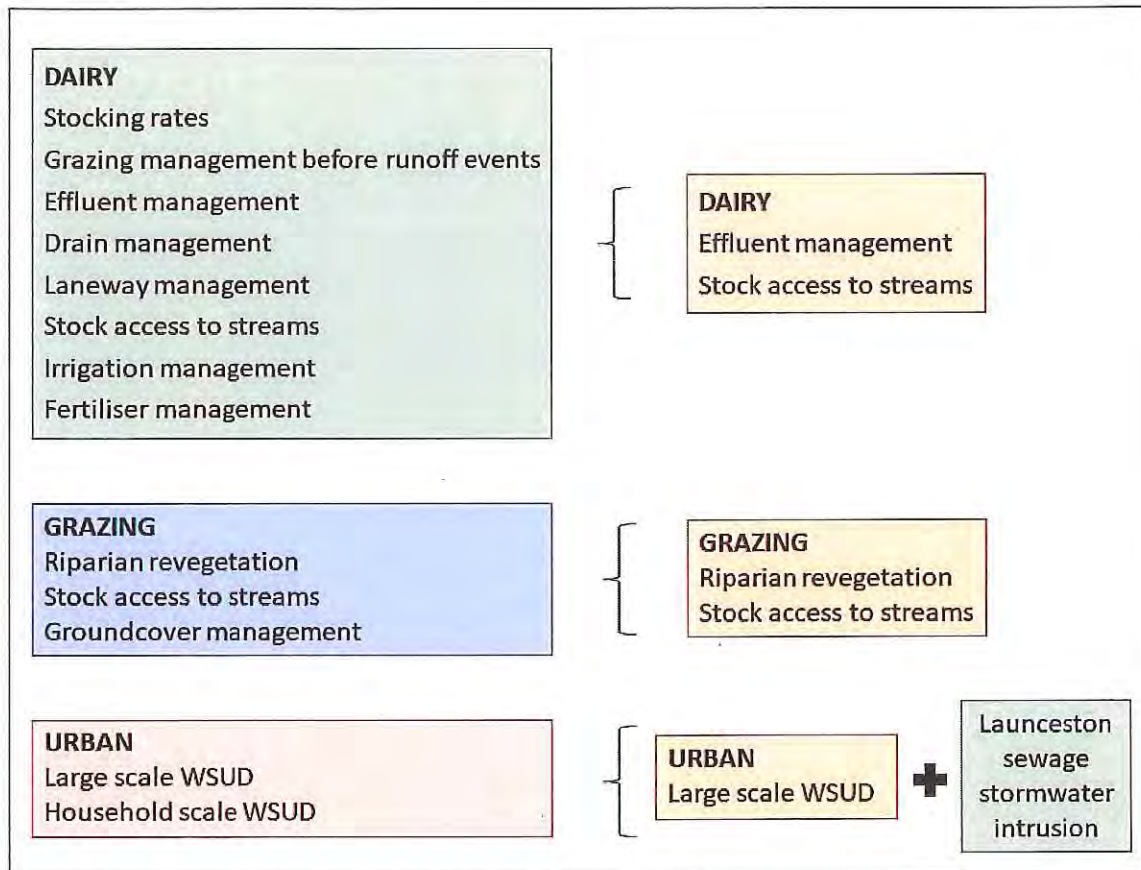 DAIRY
Stocking rates
Grazing management before runoff events
Effluent management
Drain management
Laneway management
Stock access to streams
Irrigation management
Fertiliser management
DAIRY
Effluent management
Stock access to streams
GRAZING
Riparian revegetation
Stock access to streams
Groundcover management
GRAZING
Riparian revegetation
Stock access to streams
URBAN
Large scale WSUD
Household scale WSUD
URBAN
Large scale WSUD
Launceston
sewage
stormwater
intrusion